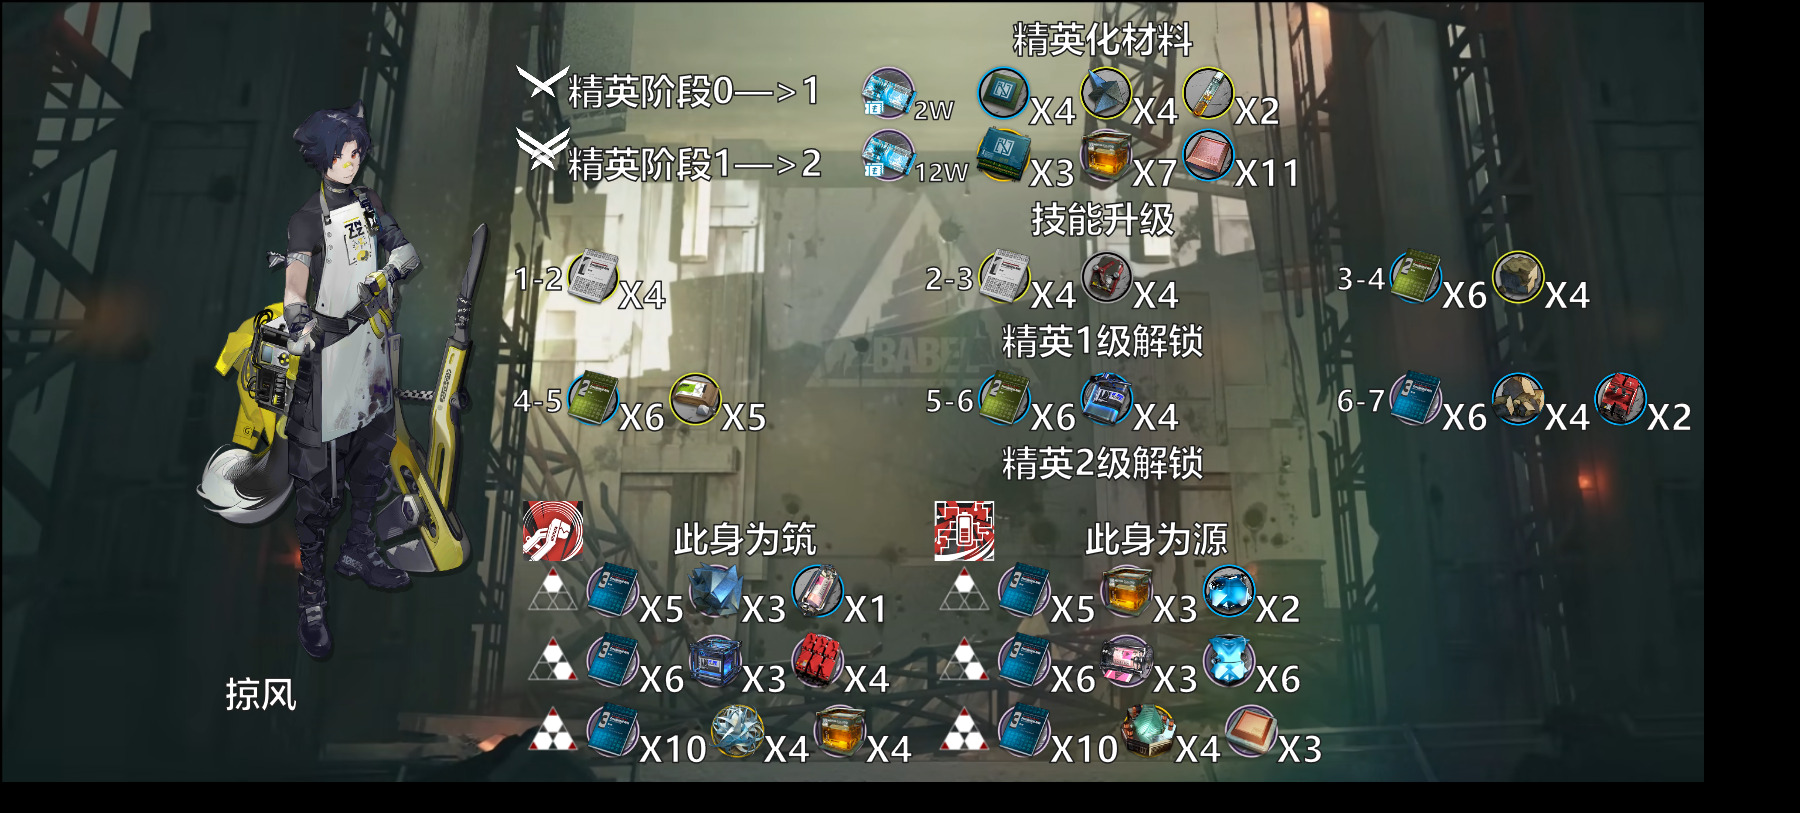 精英化材料
精英阶段0—>1 2W X4 X4 X2
精英阶段1—>2 12W X3 X7 X11
技能升级
1-2 X4 2-3 X4 X4 3-4 X6 X4
精英1级解锁
4-5 X6 X5 5-6 X6 X4 6-7 X6 X4 X2
精英2级解锁
此身为筑 此身为源
X5 X3 X1 X5 X3 X2
X6 X3 X4 X6 X3 X6
X10 X4 X4 X10 X4 X3
掠风
BABEL